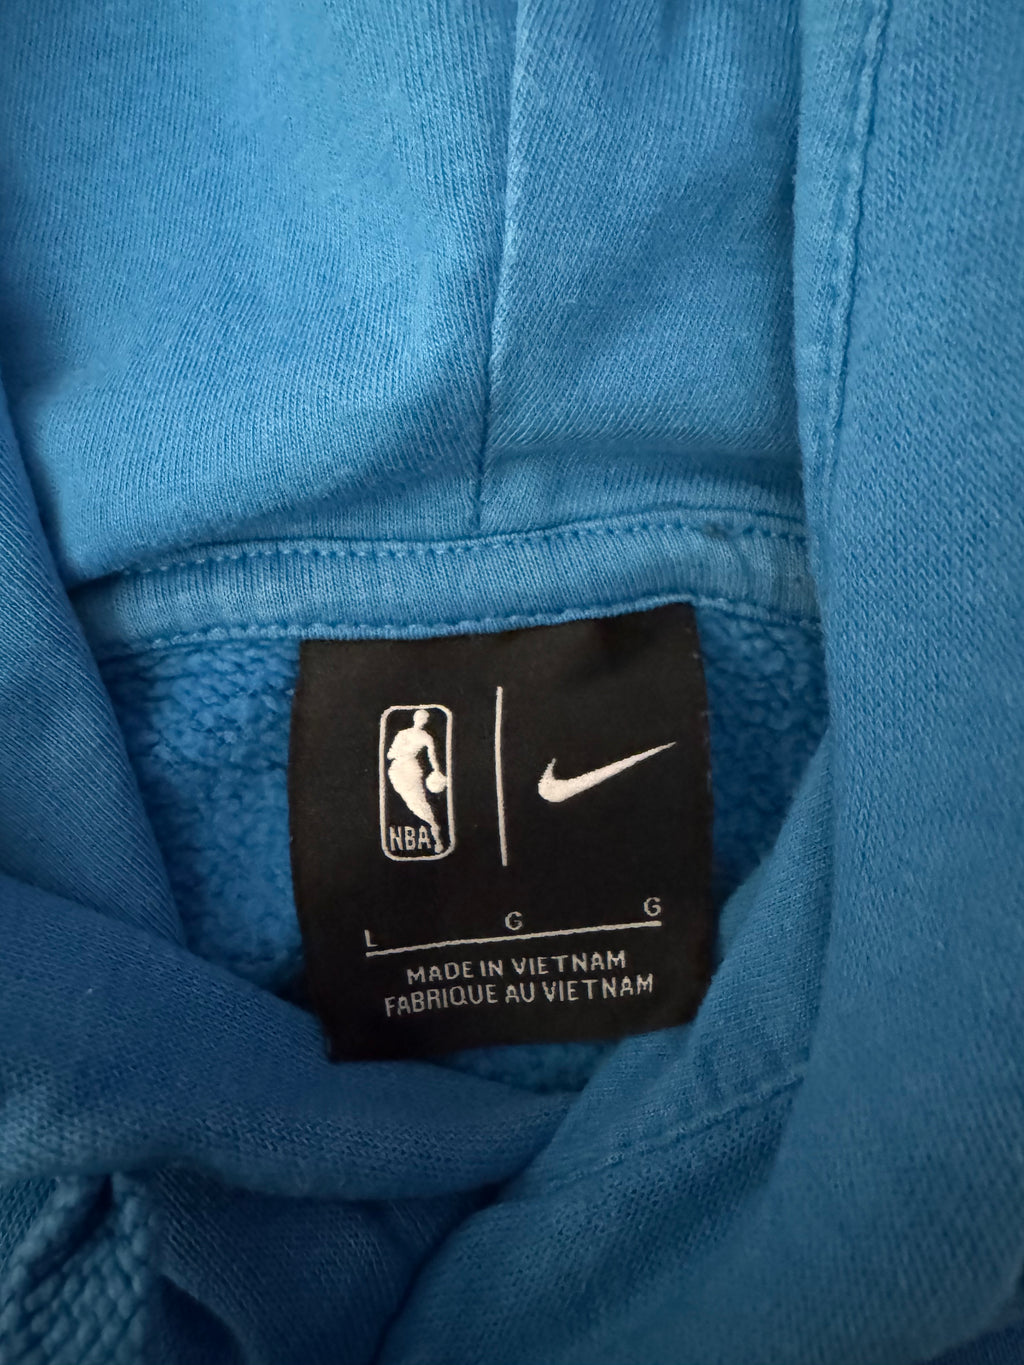 NBA
L G G
MADE IN VIETNAM
FABRIQUE AU VIETNAM